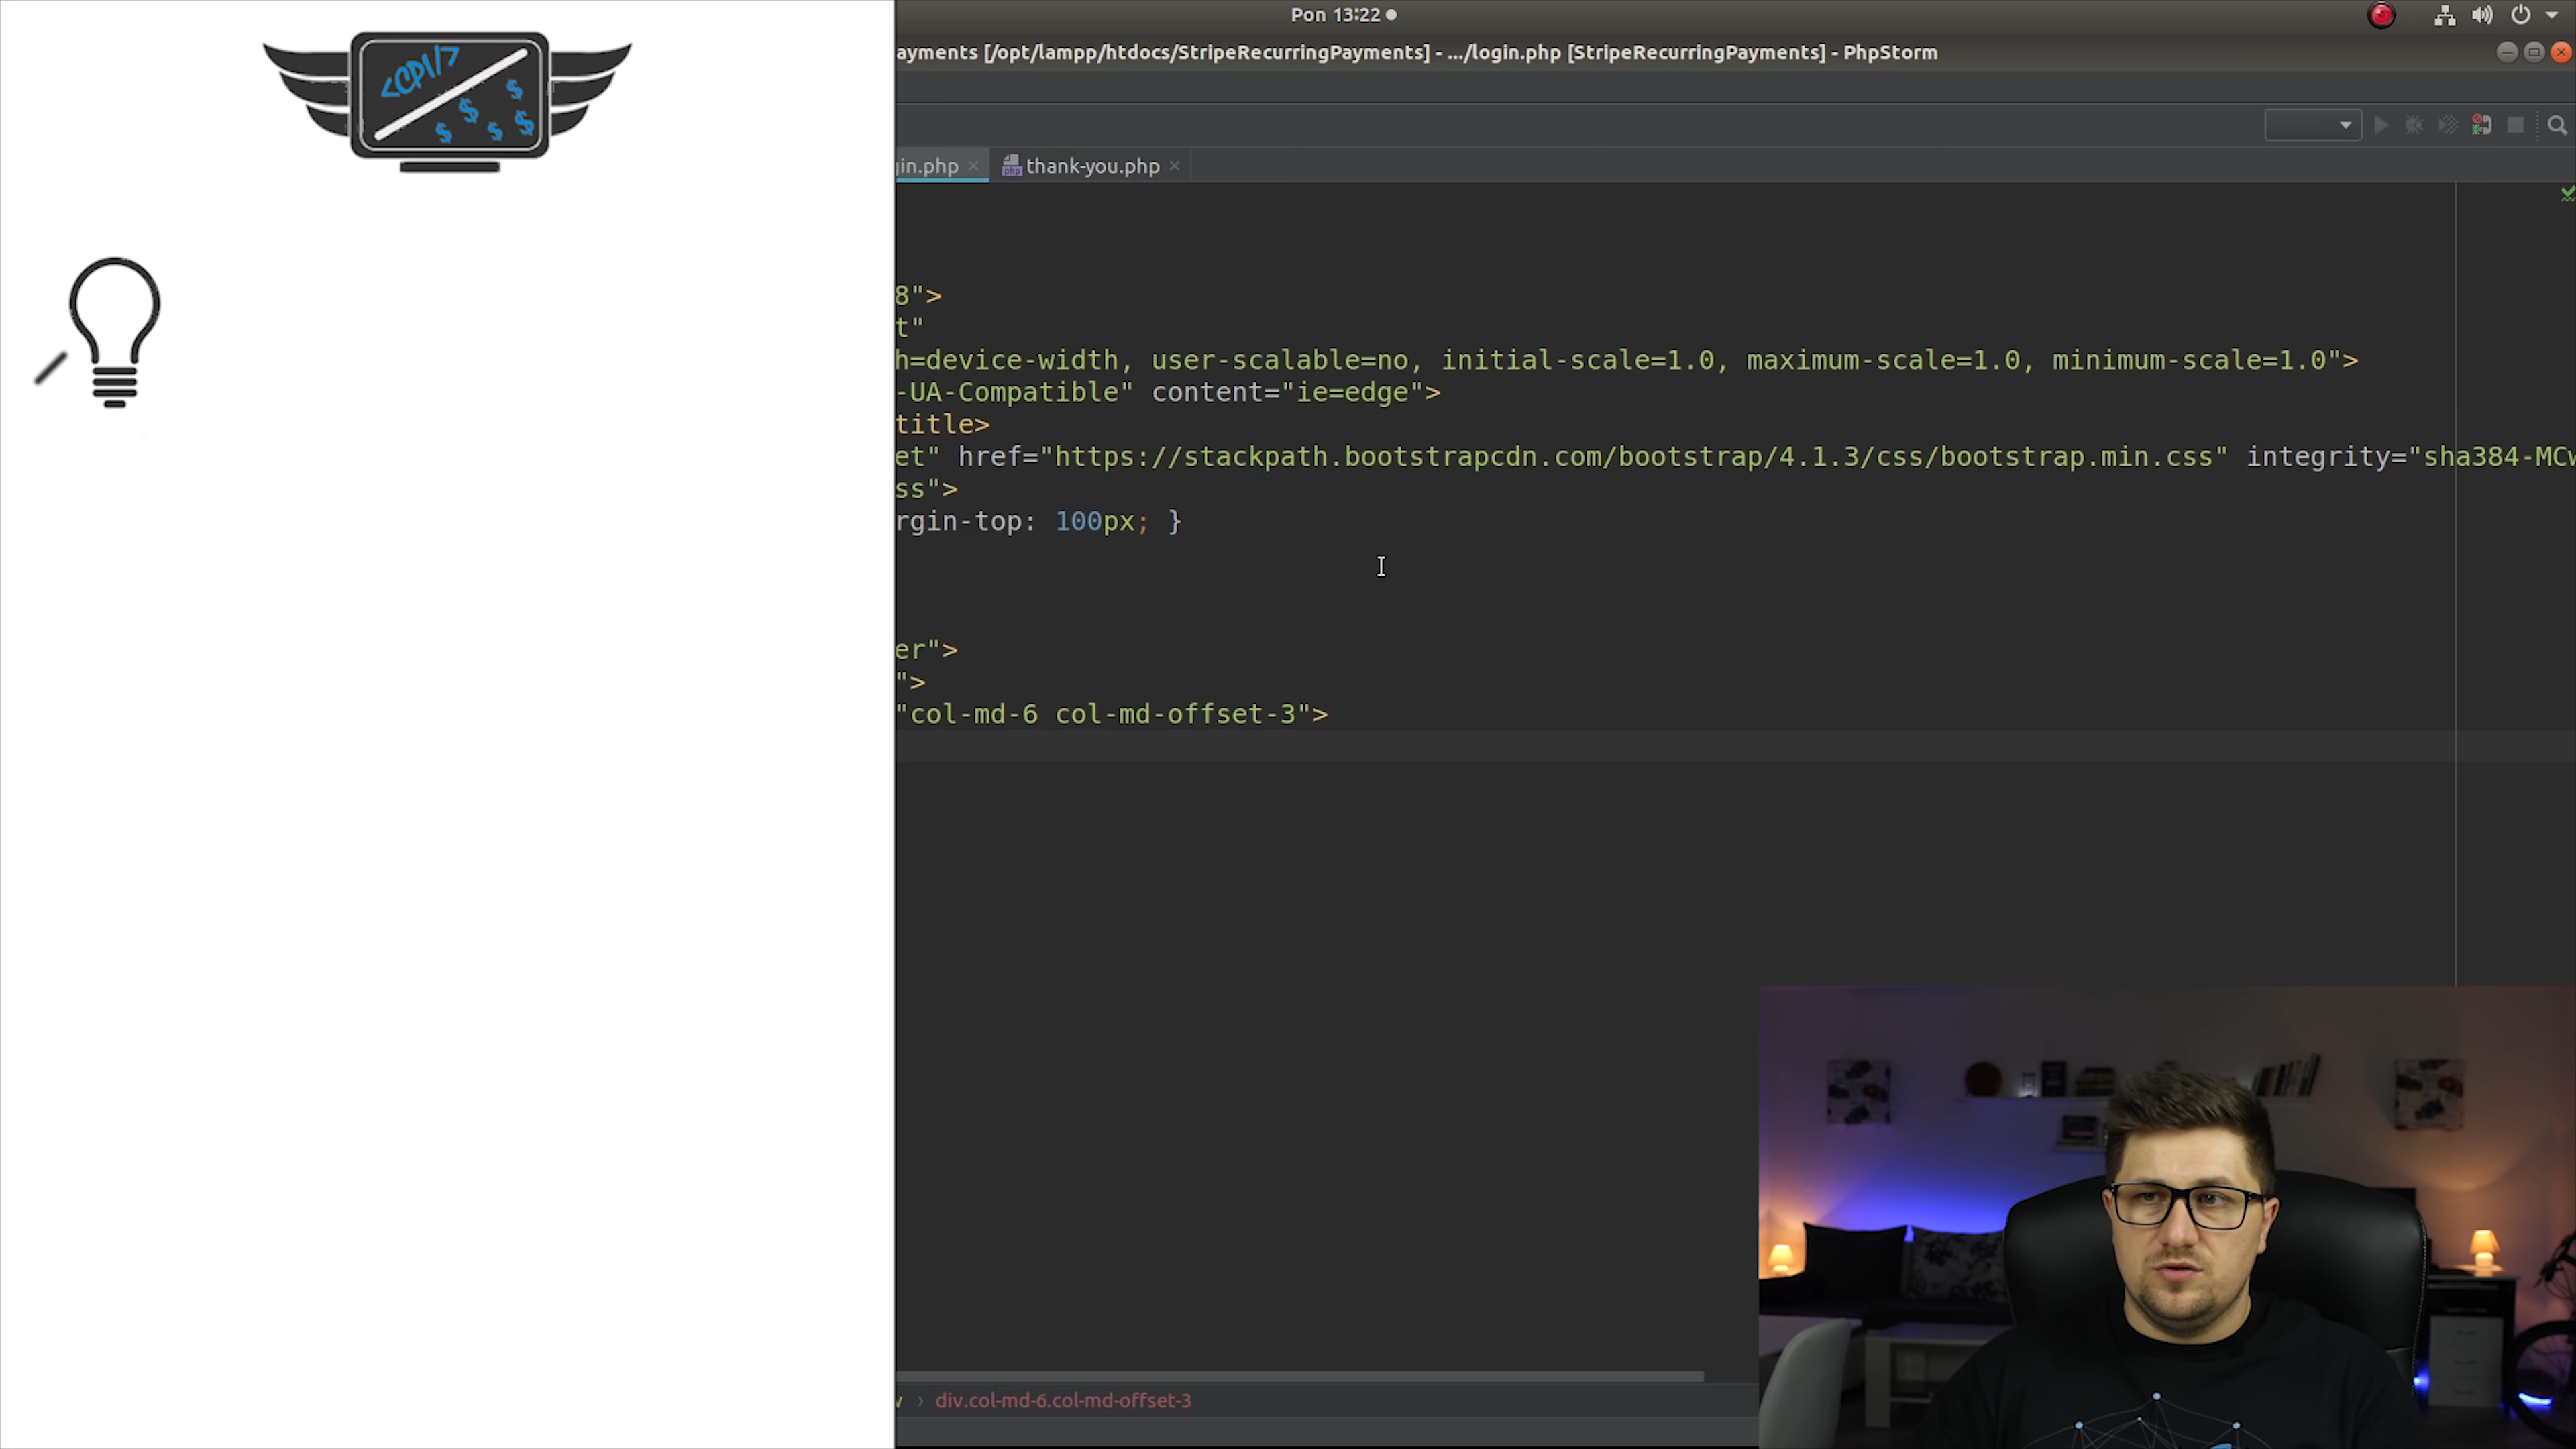 <CPI/>
$ $ $ $ $
Pon 13:22
ayments [/opt/lampp/htdocs/StripeRecurringPayments] - .../login.php [StripeRecurringPayments] - PhpStorm
gin.php
thank-you.php
8">
t"
h=device-width, user-scalable=no, initial-scale=1.0, maximum-scale=1.0, minimum-scale=1.0">
-UA-Compatible" content="ie=edge">
title>
et" href="https://stackpath.bootstrapcdn.com/bootstrap/4.1.3/css/bootstrap.min.css" integrity="sha384-MCw
ss">
rgin-top: 100px; }
er">
">
"col-md-6 col-md-offset-3">
div.col-md-6.col-md-offset-3